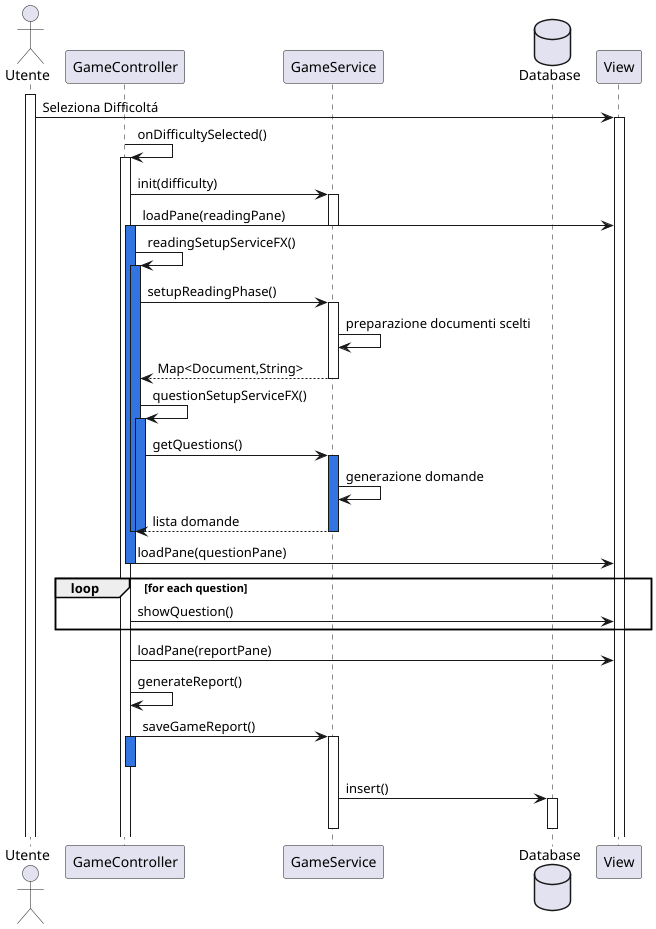 Utente
GameController
GameService
Database
View
Seleziona Difficoltá
onDifficultySelected()
init(difficulty)
loadPane(readingPane)
readingSetupServiceFX()
setupReadingPhase()
preparazione documenti scelti
Map<Document,String>
questionSetupServiceFX()
getQuestions()
generazione domande
lista domande
loadPane(questionPane)
loop
[for each question]
showQuestion()
loadPane(reportPane)
generateReport()
saveGameReport()
insert()
Utente
GameController
GameService
Database
View